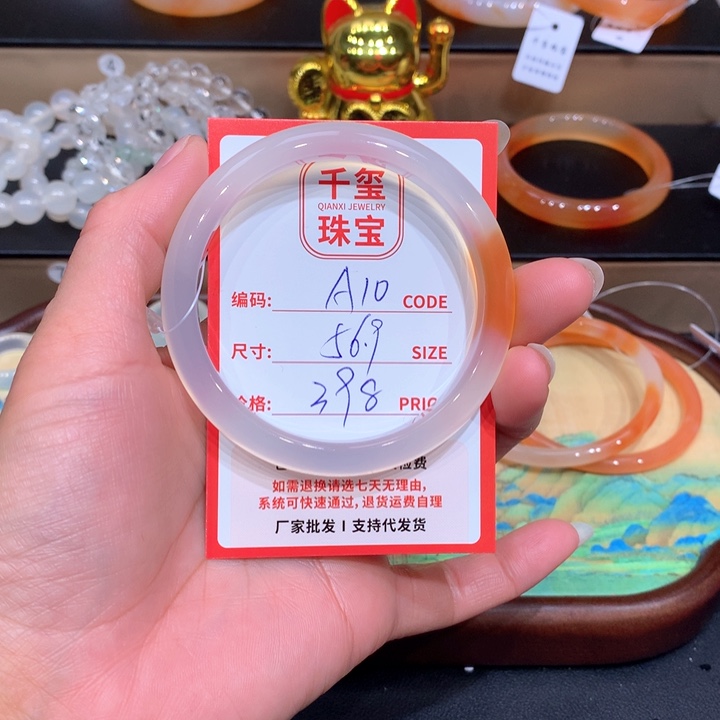 千玺
QIANXI JEWELRY
珠宝
编码: A10 CODE
尺寸: 56.9 SIZE
价格: 398 PRIC
险费
如需退换请选七天无理由,
系统可快速通过, 退货运费自理
厂家批发 I 支持代发货